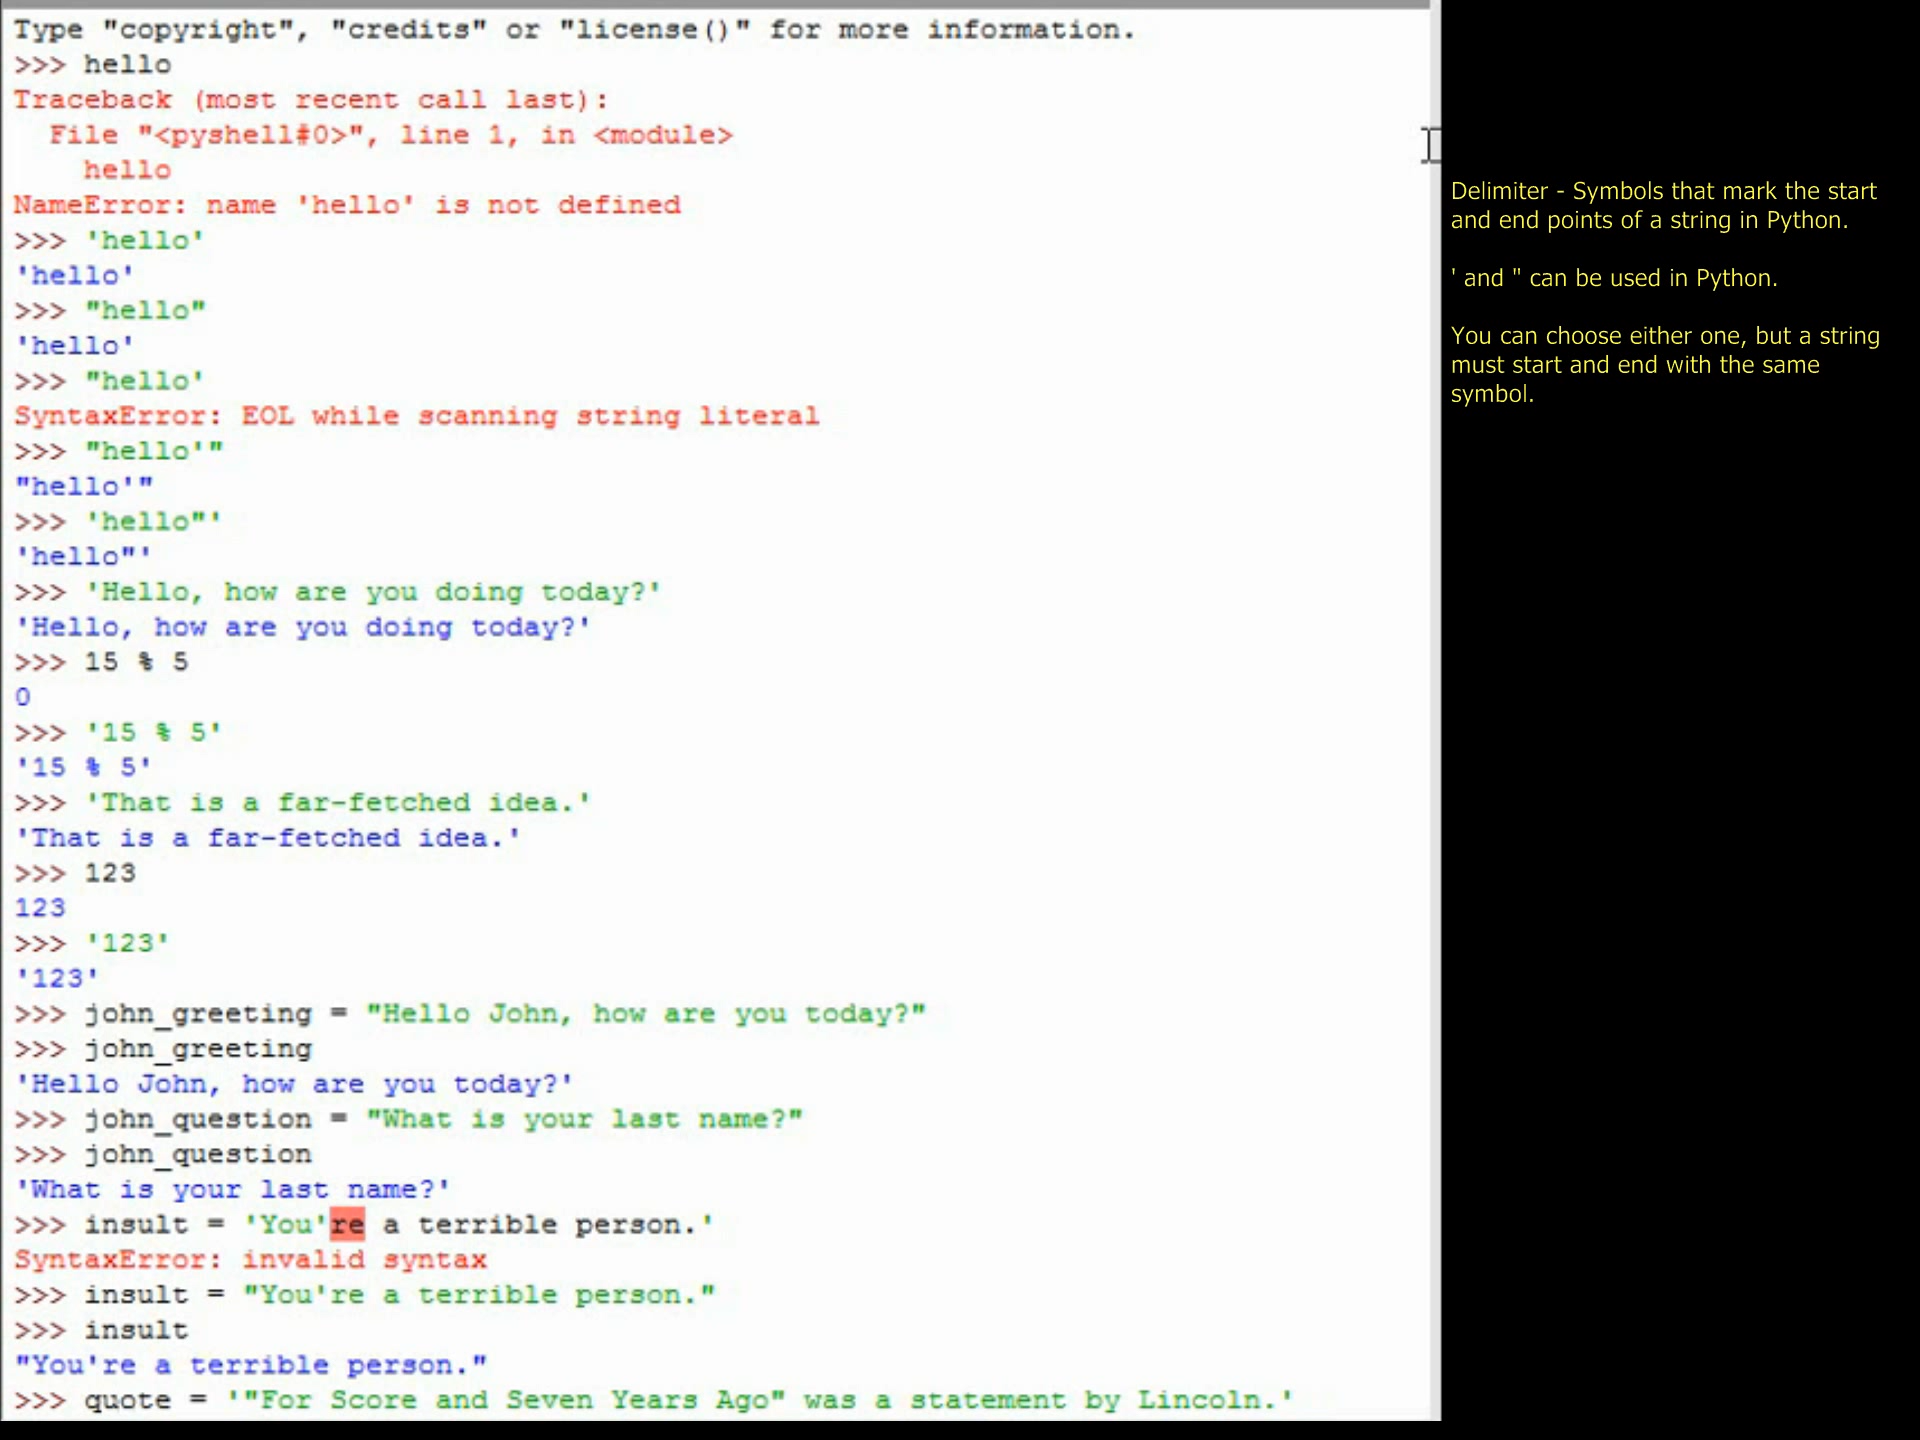 Type "copyright", "credits" or "license()" for more information.
>>> hello
Traceback (most recent call last):
  File "<pyshell#0>", line 1, in <module>
    hello
NameError: name 'hello' is not defined
>>> 'hello'
'hello'
>>> "hello"
'hello'
>>> "hello'
SyntaxError: EOL while scanning string literal
>>> "hello'"
"hello'"
>>> 'hello"'
'hello"'
>>> 'Hello, how are you doing today?'
'Hello, how are you doing today?'
>>> 15 % 5
0
>>> '15 % 5'
'15 % 5'
>>> 'That is a far-fetched idea.'
'That is a far-fetched idea.'
>>> 123
123
>>> '123'
'123'
>>> john_greeting = "Hello John, how are you today?"
>>> john_greeting
'Hello John, how are you today?'
>>> john_question = "What is your last name?"
>>> john_question
'What is your last name?'
>>> insult = 'You're a terrible person.'
SyntaxError: invalid syntax
>>> insult = "You're a terrible person."
>>> insult
"You're a terrible person."
>>> quote = '"For Score and Seven Years Ago" was a statement by Lincoln.'
Delimiter - Symbols that mark the start
and end points of a string in Python.
' and " can be used in Python.
You can choose either one, but a string
must start and end with the same
symbol.